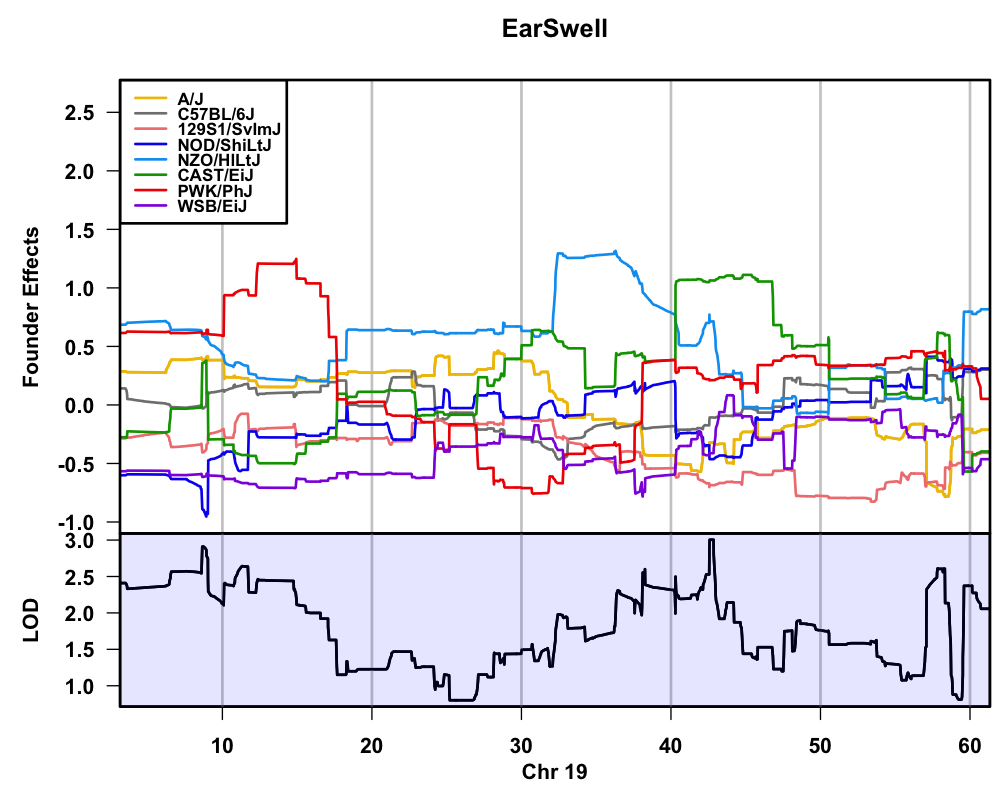 EarSwell
A/J
C57BL/6J
129S1/SvImJ
NOD/ShiLtJ
NZO/HlLtJ
CAST/EiJ
PWK/PhJ
WSB/EiJ
Founder Effects
2.5
2.0
1.5
1.0
0.5
0.0
-0.5
-1.0
LOD
3.0
2.5
2.0
1.5
1.0
10 20 30 40 50 60
Chr 19